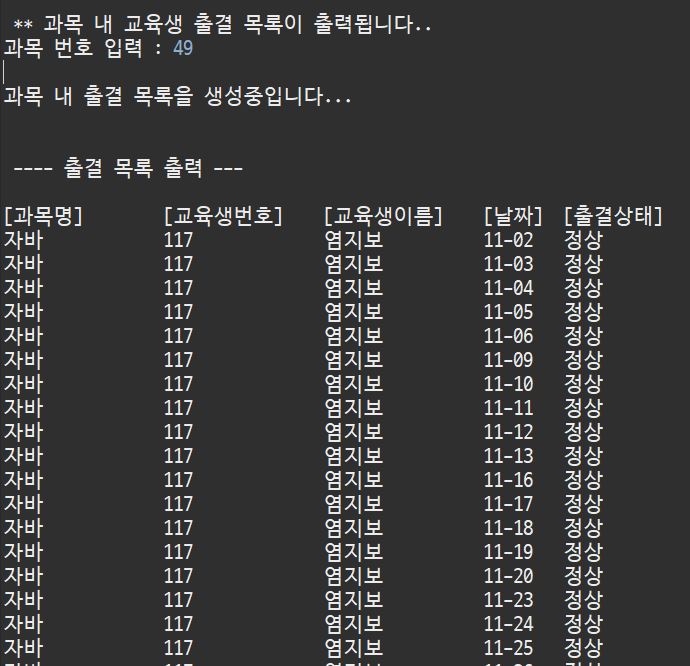 ** 과목 내 교육생 출결 목록이 출력됩니다..
과목 번호 입력 : 49
과목 내 출결 목록을 생성중입니다...
---- 출결 목록 출력 ---
[과목명] [교육생번호] [교육생이름] [날짜] [출결상태]
자바 117 염지보 11-02 정상
자바 117 염지보 11-03 정상
자바 117 염지보 11-04 정상
자바 117 염지보 11-05 정상
자바 117 염지보 11-06 정상
자바 117 염지보 11-09 정상
자바 117 염지보 11-10 정상
자바 117 염지보 11-11 정상
자바 117 염지보 11-12 정상
자바 117 염지보 11-13 정상
자바 117 염지보 11-16 정상
자바 117 염지보 11-17 정상
자바 117 염지보 11-18 정상
자바 117 염지보 11-19 정상
자바 117 염지보 11-20 정상
자바 117 염지보 11-23 정상
자바 117 염지보 11-24 정상
자바 117 염지보 11-25 정상